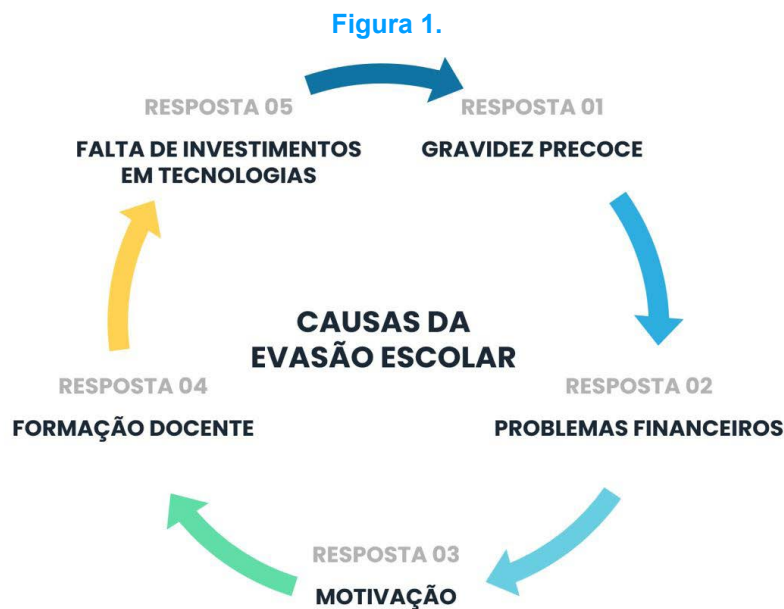 Figura 1.
RESPOSTA 05
FALTA DE INVESTIMENTOS
EM TECNOLOGIAS
RESPOSTA 01
GRAVIDEZ PRECOCE
CAUSAS DA
EVASÃO ESCOLAR
RESPOSTA 04
FORMAÇÃO DOCENTE
RESPOSTA 02
PROBLEMAS FINANCEIROS
RESPOSTA 03
MOTIVAÇÃO